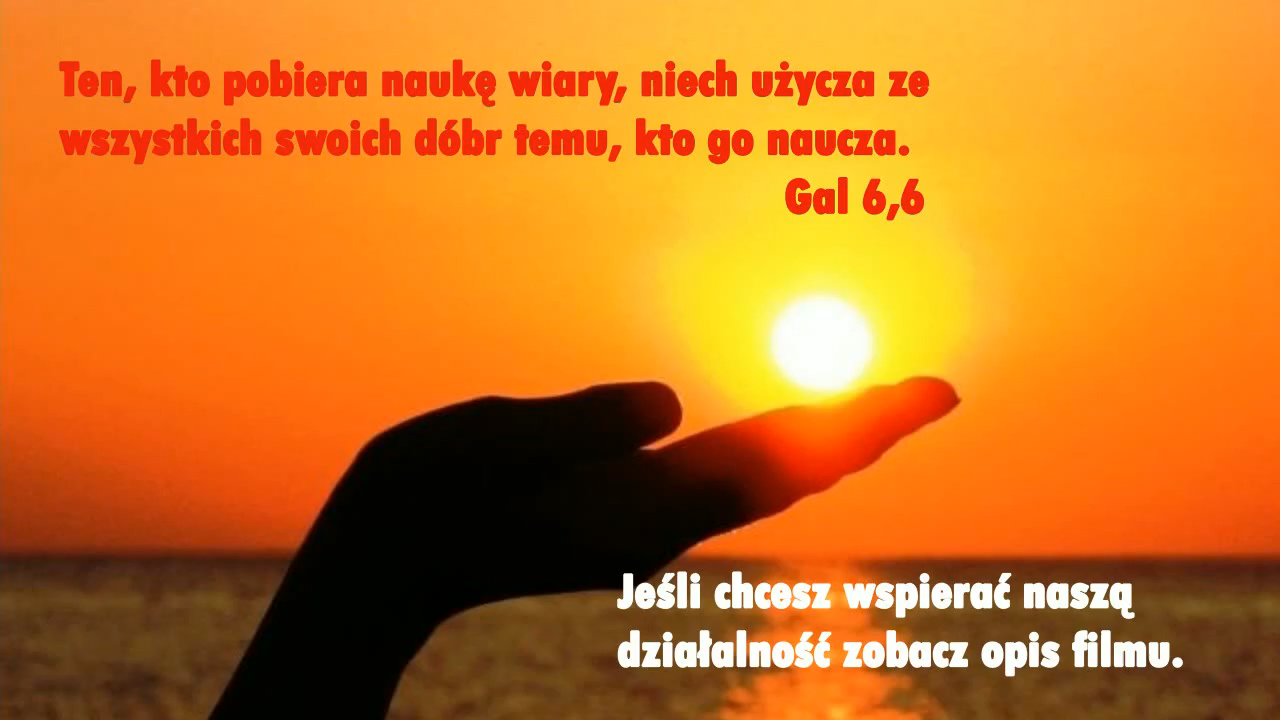 Ten, kto pobiera naukę wiary, niech użycza ze
wszystkich swoich dóbr temu, kto go naucza.
Gal 6,6
Jeśli chcesz wspierać naszą
działalność zobacz opis filmu.